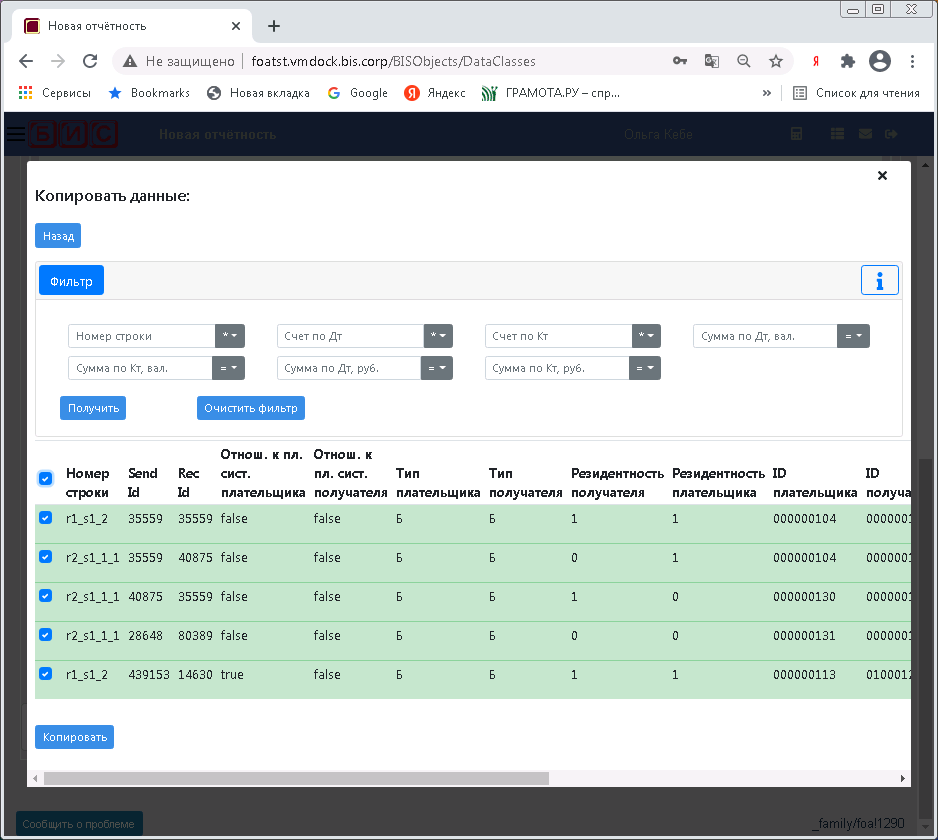 Новая отчётность
Не защищено
foatst.vmdock.bis.corp/BISObjects/DataClasses
Сервисы
Bookmarks
Новая вкладка
Google
Яндекс
ГРАМОТА.РУ – спр...
»
Список для чтения
БИС
Новая отчётность
Ольга Кебе
Копировать данные:
Назад
Фильтр
Номер строки * Счет по Дт * Счет по Кт * Сумма по Дт, вал. =
Сумма по Кт, вал. = Сумма по Дт, руб. = Сумма по Кт, руб. =
Получить Очистить фильтр
Отнош. к пл. Отнош. к
Номер Send Rec сист. пл. сист. Тип Тип Резидентность Резидентность ID ID
строки Id Id плательщика получателя плательщика получателя получателя плательщика плательщика получа
r1_s1_2 35559 35559 false false Б Б 1 1 000000104 0000001
r2_s1_1_1 35559 40875 false false Б Б 0 1 000000104 0000001
r2_s1_1_1 40875 35559 false false Б Б 1 0 000000130 0000001
r2_s1_1_1 28648 80389 false false Б Б 0 0 000000131 0000001
r1_s1_2 439153 14630 true false Б Б 1 1 000000113 0100012
Копировать
Сообщить о проблеме
_family/foal1290